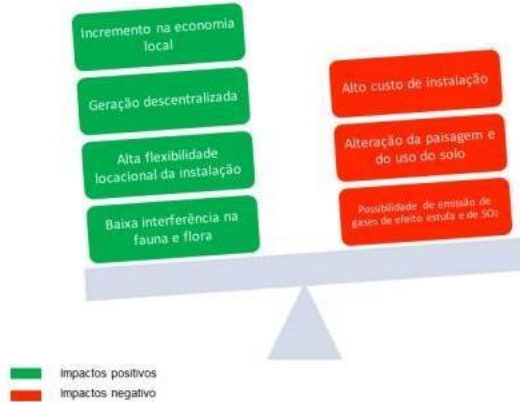 Incremento na economia
local
Geração descentralizada
Alta flexibilidade
locacional da instalação
Baixa interferência na
fauna e flora
Alto custo de instalação
Alteração da paisagem e
do uso do solo
Possibilidade de emissão de
gases de efeito estufa e de SO₂
Impactos positivos
Impactos negativo